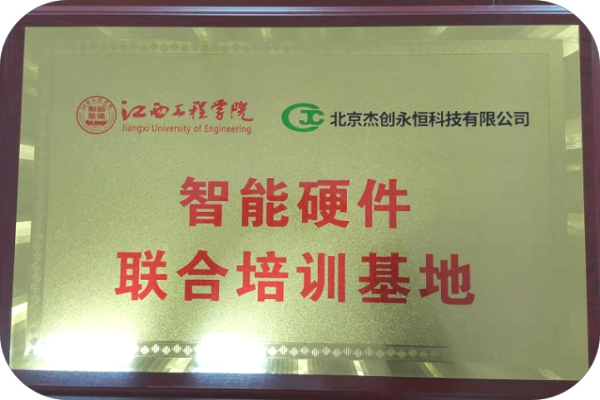 江西工程学院
Jiangxi University of Engineering
JC 北京杰创永恒科技有限公司
智能硬件
联合培训基地